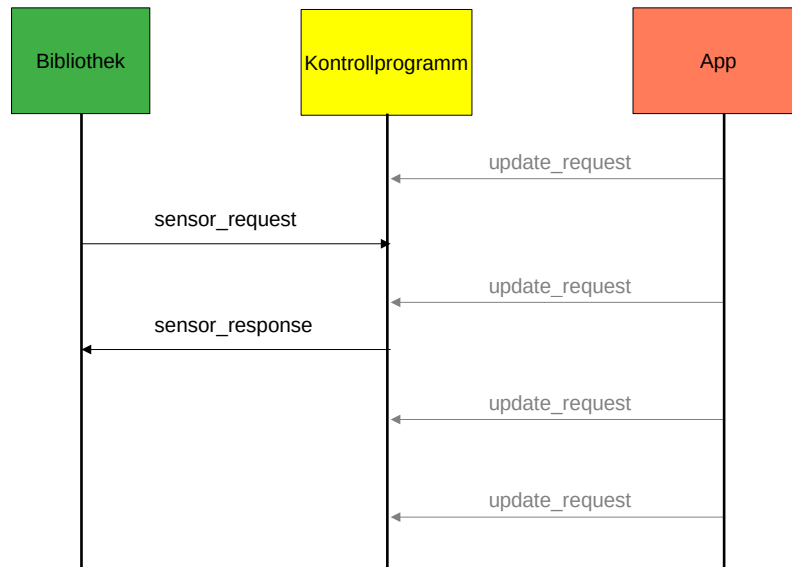 Bibliothek
Kontrollprogramm
App
update_request
sensor_request
update_request
sensor_response
update_request
update_request